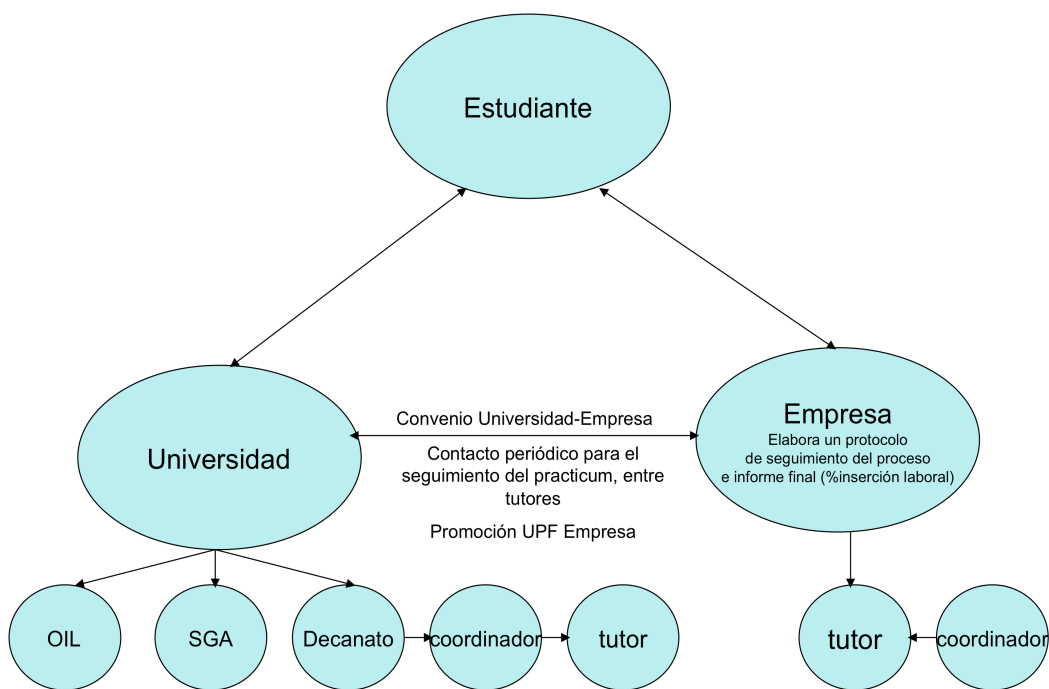 Estudiante
Universidad
Convenio Universidad-Empresa
Contacto periódico para el
seguimiento del practicum, entre
tutores
Promoción UPF Empresa
Empresa
Elabora un protocolo
de seguimiento del proceso
e informe final (%inserción laboral)
OIL
SGA
Decanato
coordinador
tutor
tutor
coordinador